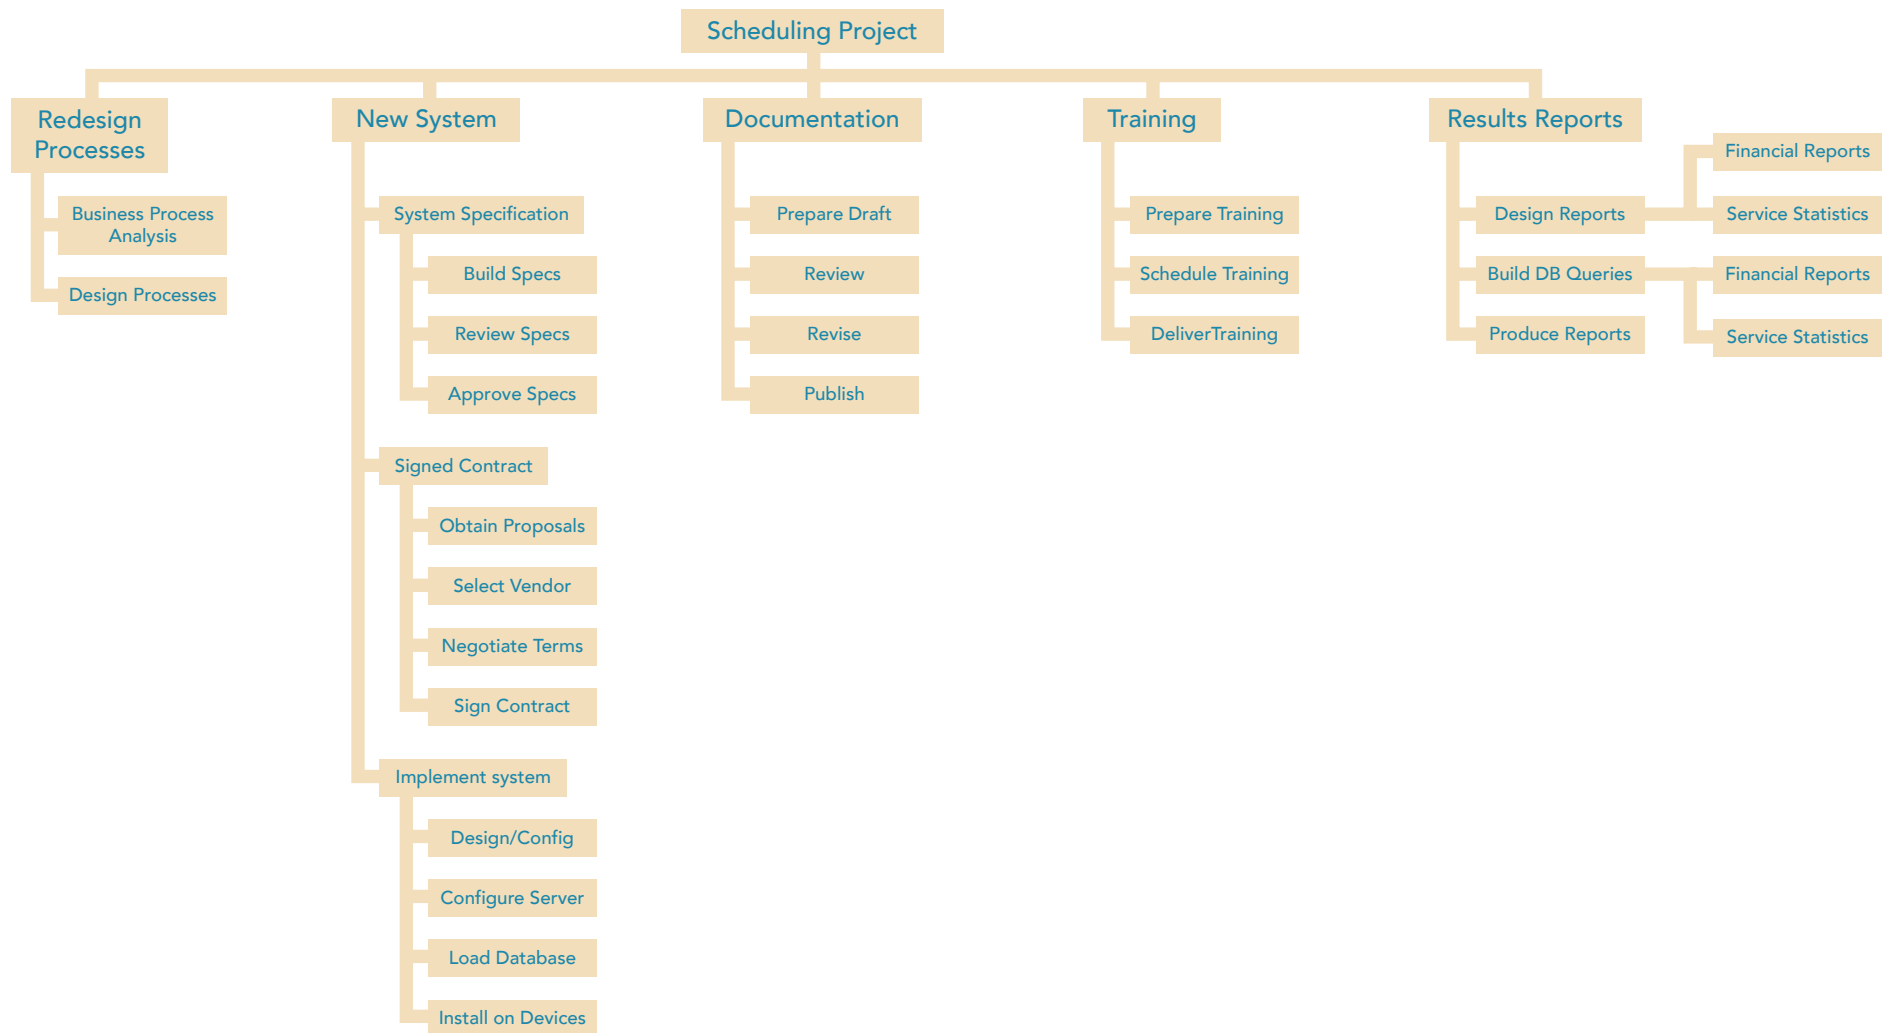 Scheduling Project
Redesign
Processes
Business Process
Analysis
Design Processes
New System
System Specification
Build Specs
Review Specs
Approve Specs
Signed Contract
Obtain Proposals
Select Vendor
Negotiate Terms
Sign Contract
Implement system
Design/Config
Configure Server
Load Database
Install on Devices
Documentation
Prepare Draft
Review
Revise
Publish
Training
Prepare Training
Schedule Training
DeliverTraining
Results Reports
Design Reports
Financial Reports
Service Statistics
Build DB Queries
Financial Reports
Service Statistics
Produce Reports